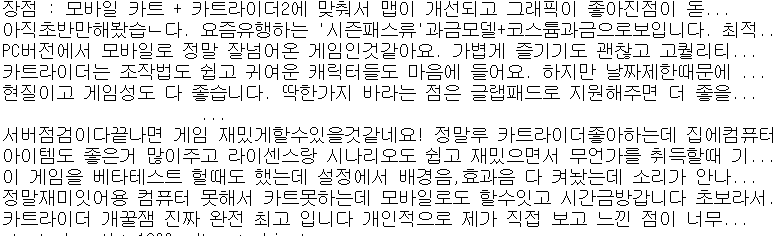 장점 : 모바일 카트 + 카트라이더2에 맞춰서 맵이 개선되고 그래픽이 좋아진점이 돋...
아직초반만해봤습ㄴ다. 요즘유행하는 '시즌패스류'과금모델+코스튬과금으로보입니다. 최적..
PC버전에서 모바일로 정말 잘넘어온 게임인것같아요. 가볍게 즐기기도 괜찮고 고퀄리티...
카트라이더는 조작법도 쉽고 귀여운 캐릭터들도 마음에 들어요. 하지만 날짜제한때문에 ...
현질이고 게임성도 다 좋습니다. 딱한가지 바라는 점은 글랩패드로 지원해주면 더 좋을...
...
서버점검이다끝나면 게임 재밌게할수있을것같네요! 정말루 카트라이더좋아하는데 집에컴퓨터
아이템도 좋은거 많이주고 라이센스랑 시나리오도 쉽고 재밌으면서 무언가를 취득할때 기...
이 게임을 베타테스트 헐때도 했는데 설정에서 배경음,효과음 다 켜놨는데 소리가 안나...
정말재미잇어용 컴퓨터 못해서 카트못하는데 모바일로도 할수잇고 시간금방갑니다 초보라서.
카트라이더 개꿀잼 진짜 완전 최고 입니다 개인적으로 제가 직접 보고 느낀 점이 너무...